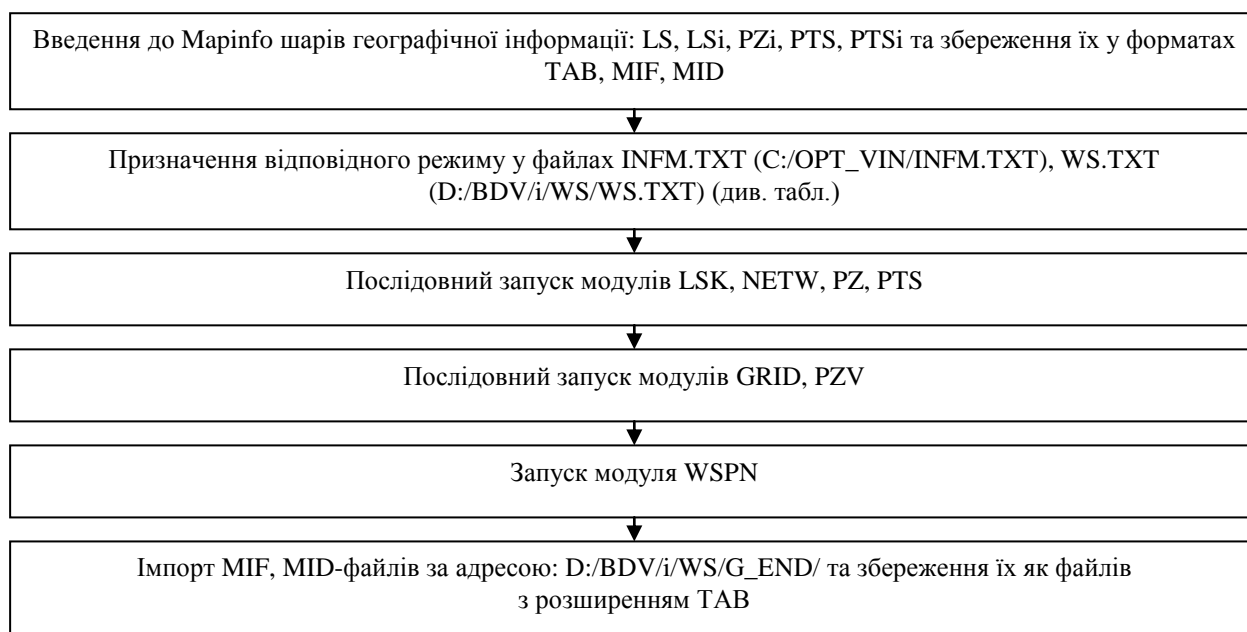 Введення до Mapinfo шарів географічної інформації: LS, LSi, PZi, PTS, PTSi та збереження їх у форматах
TAB, MIF, MID
Призначення відповідного режиму у файлах INFM.TXT (C:/OPT_VIN/INFM.TXT), WS.TXT
(D:/BDV/i/WS/WS.TXT) (див. табл.)
Послідовний запуск модулів LSK, NETW, PZ, PTS
Послідовний запуск модулів GRID, PZV
Запуск модуля WSPN
Імпорт MIF, MID-файлів за адресою: D:/BDV/i/WS/G_END/ та збереження їх як файлів
з розширенням TAB